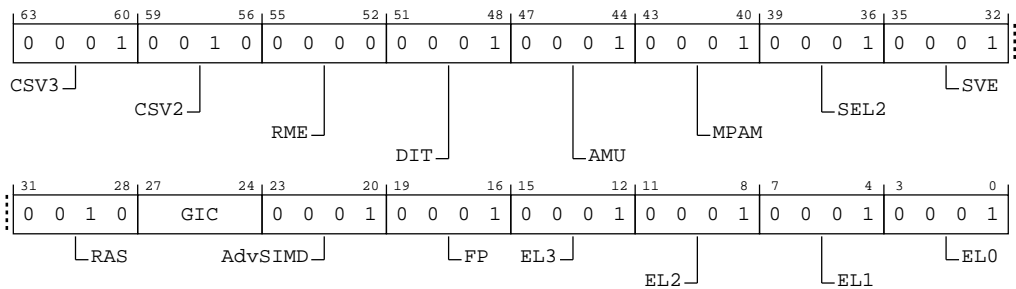 63 60 59 56 55 52 51 48 47 44 43 40 39 36 35 32
0 0 0 1 0 0 1 0 0 0 0 0 0 0 0 1 0 0 0 1 0 0 0 1 0 0 0 1 0 0 0 1
CSV3 SVE
CSV2 SEL2
RME MPAM
DIT AMU
31 28 27 24 23 20 19 16 15 12 11 8 7 4 3 0
0 0 1 0 GIC 0 0 0 1 0 0 0 1 0 0 0 1 0 0 0 1 0 0 0 1 0 0 0 1
RAS AdvSIMD FP EL3 EL0
EL2 EL1